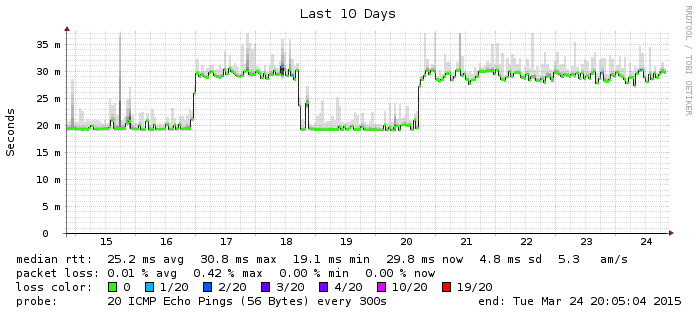 Last 10 Days
RRDTOOL / TOBI OETIKER
Seconds
35 m
30 m
25 m
20 m
15 m
10 m
5 m
0
15 16 17 18 19 20 21 22 23 24
median rtt: 25.2 ms avg 30.8 ms max 19.1 ms min 29.8 ms now 4.8 ms sd 5.3 am/s
packet loss: 0.01 % avg 0.42 % max 0.00 % min 0.00 % now
loss color: 0 1/20 2/20 3/20 4/20 10/20 19/20
probe: 20 ICMP Echo Pings (56 Bytes) every 300s end: Tue Mar 24 20:05:04 2015